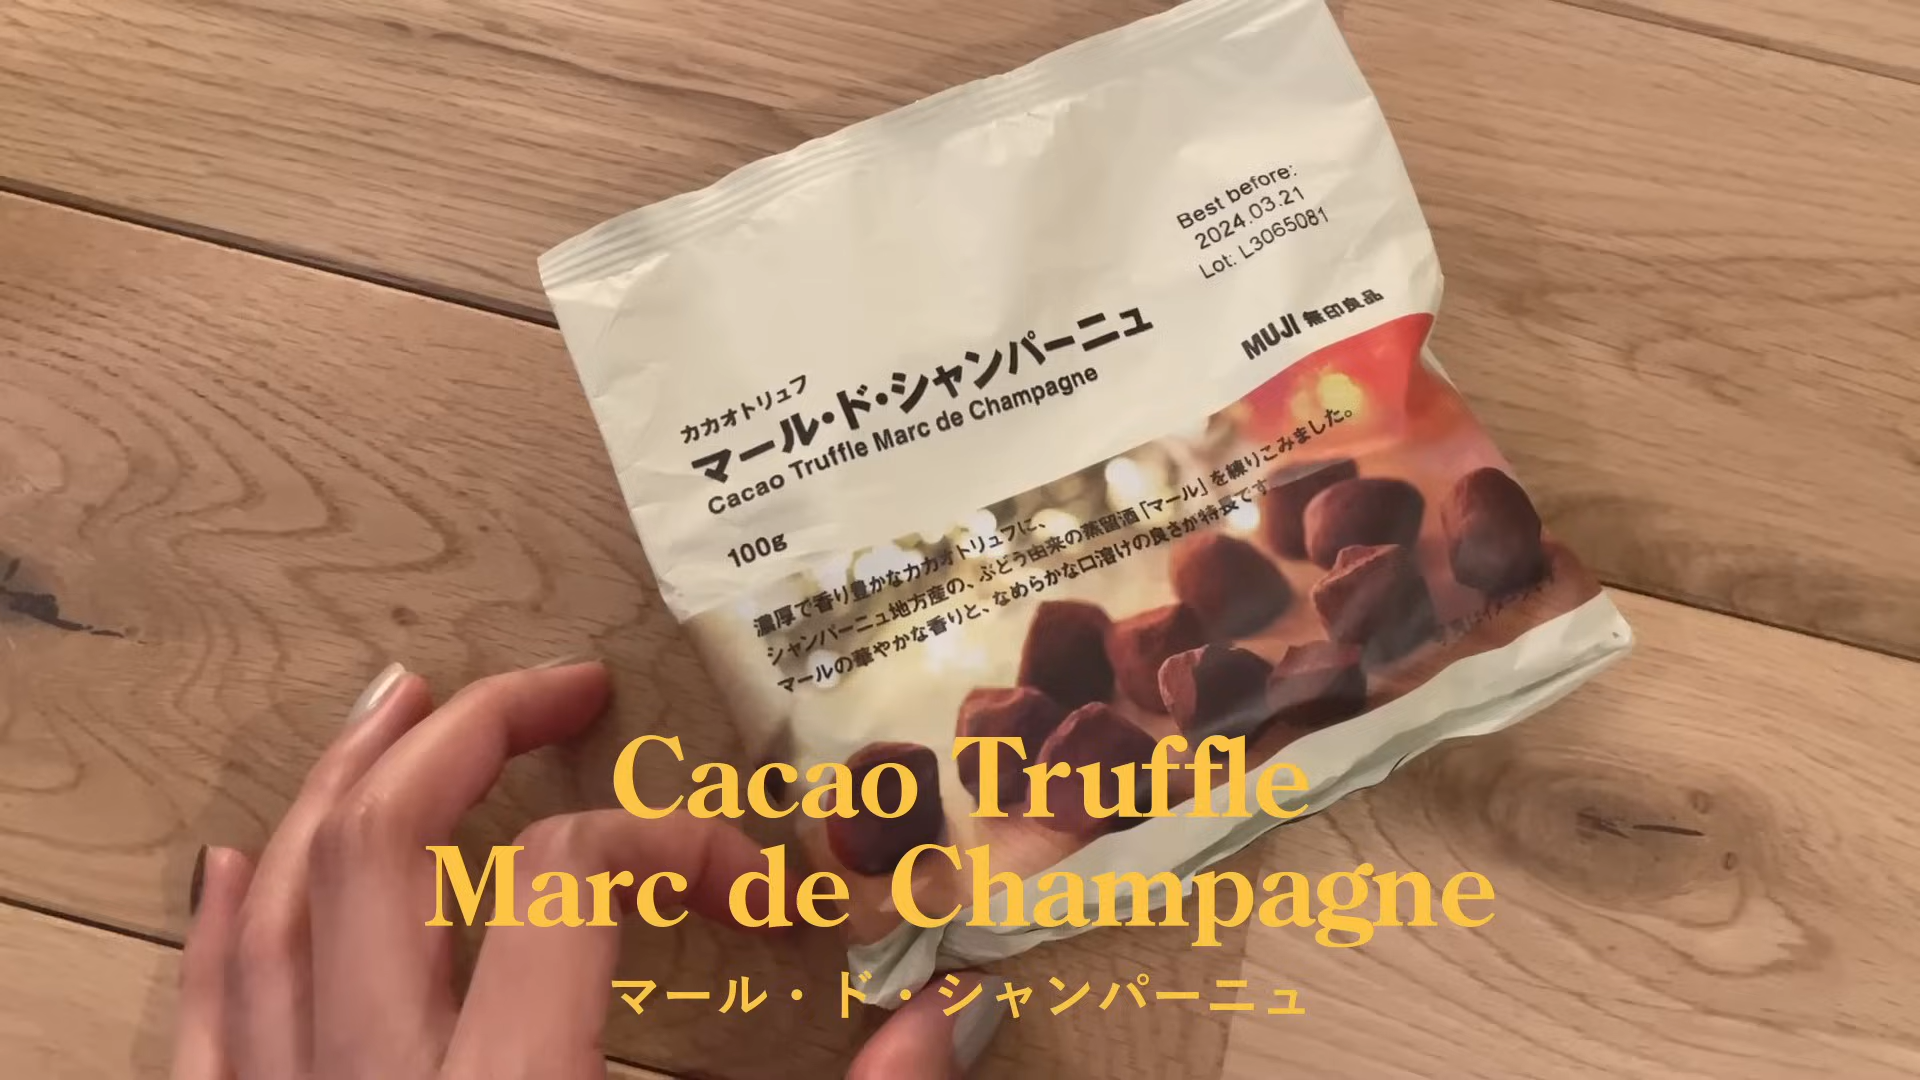 Best before:
2024.03.21
Lot: L3065081
MUJI 無印良品
カカオトリュフ
マール・ド・シャンパーニュ
Cacao Truffle Marc de Champagne
100g
濃厚で香り豊かなカカオトリュフに、
シャンパーニュ地方産の、ぶどう由来の蒸留酒「マール」を練りこみました。
マールの華やかな香りと、なめらかな口溶けの良さが特長です
Cacao Truffle
Marc de Champagne
マール・ド・シャンパーニュ